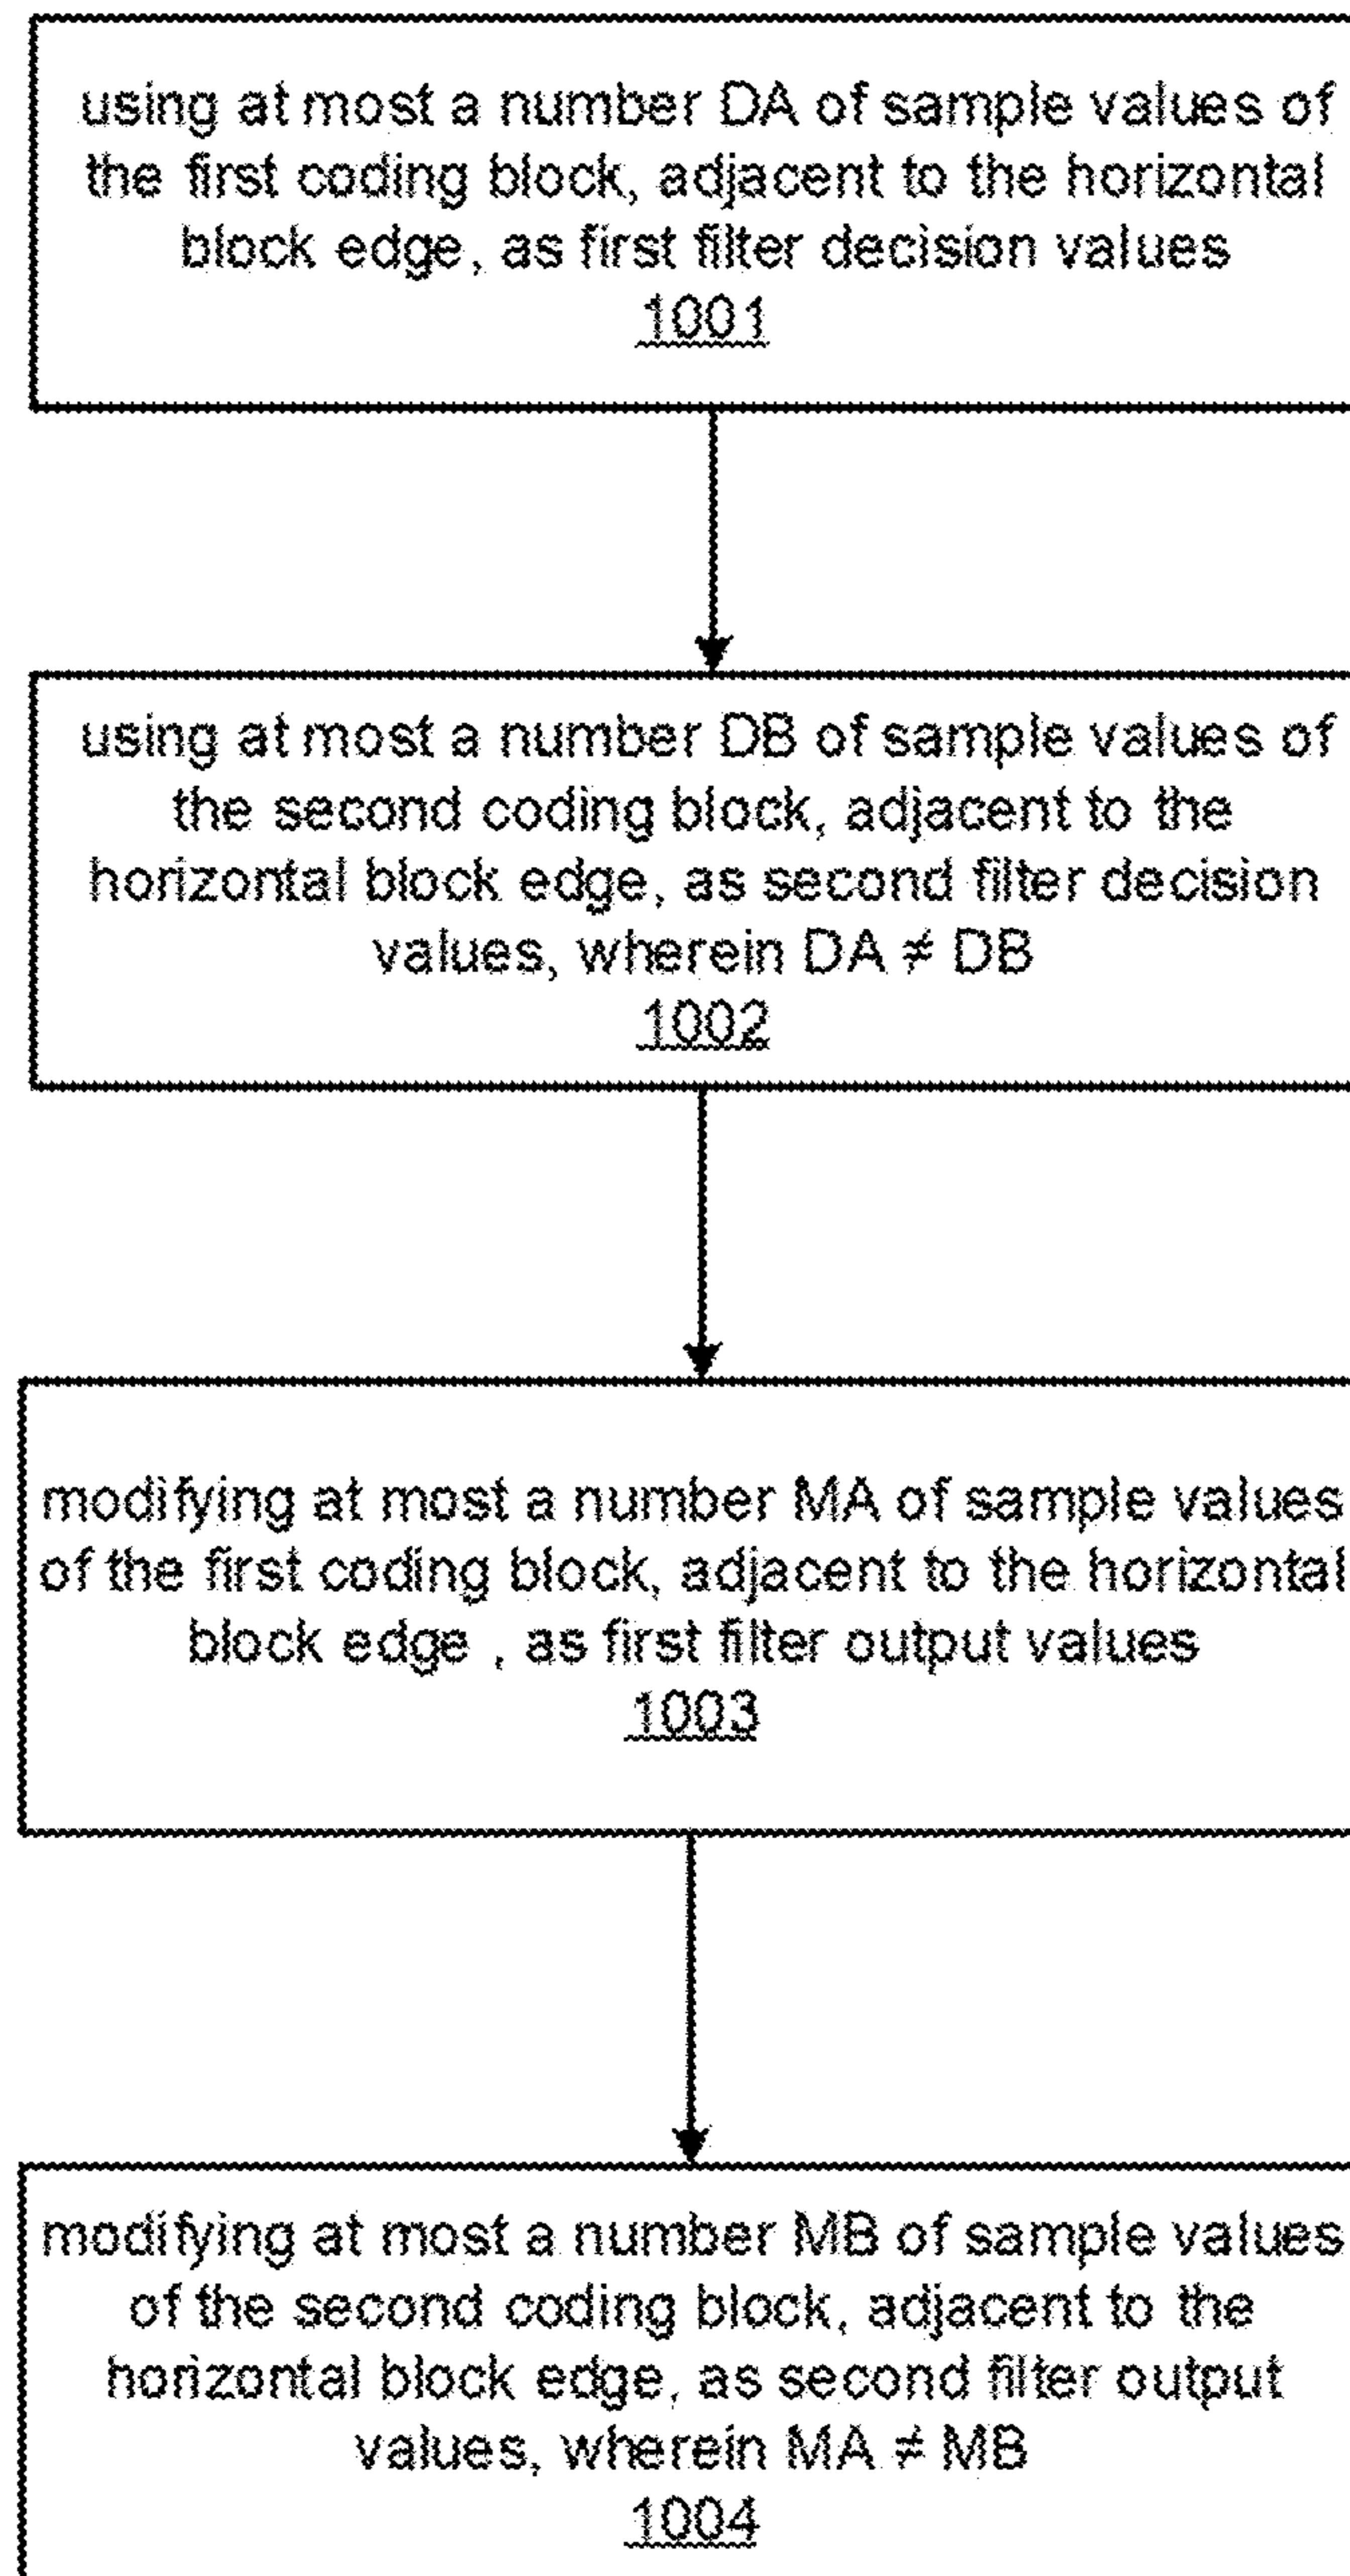 using at most a number DA of sample values of
the first coding block, adjacent to the horizontal
block edge, as first filter decision values
1001
using at most a number DB of sample values of
the second coding block, adjacent to the
horizontal block edge, as second filter decision
values, wherein DA ≠ DB
1002
modifying at most a number MA of sample values
of the first coding block, adjacent to the horizontal
block edge , as first filter output values
1003
modifying at most a number MB of sample values
of the second coding block, adjacent to the
horizontal block edge, as second filter output
values, wherein MA ≠ MB
1004